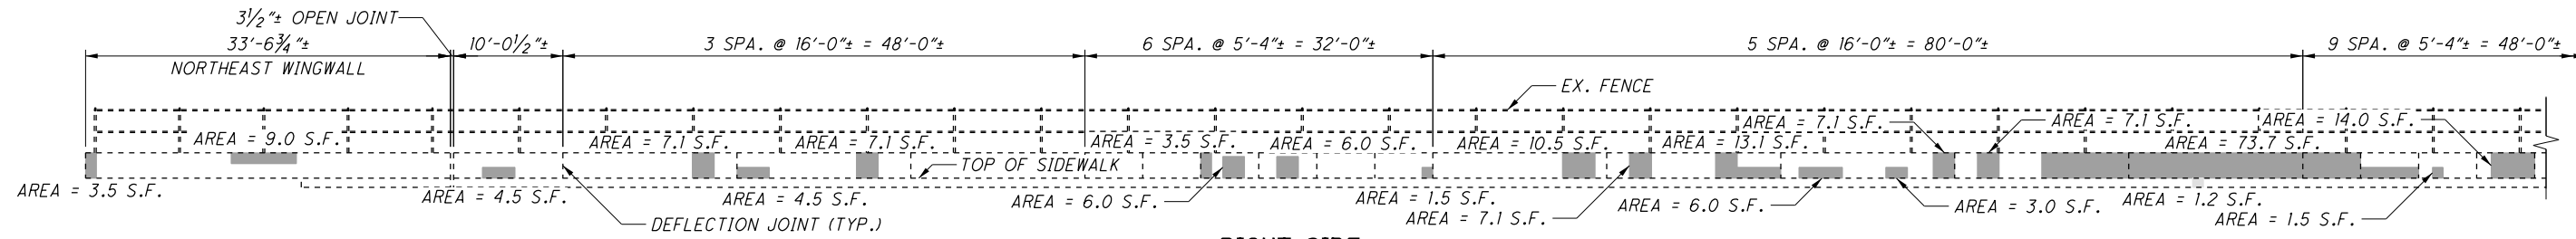 3½"± OPEN JOINT
33'-6¾"±
10'-0½"±
3 SPA. @ 16'-0"± = 48'-0"±
6 SPA. @ 5'-4"± = 32'-0"±
5 SPA. @ 16'-0"± = 80'-0"±
9 SPA. @ 5'-4"± = 48'-0"±
NORTHEAST WINGWALL
EX. FENCE
AREA = 7.1 S.F.
AREA = 7.1 S.F.
AREA = 14.0 S.F.
AREA = 9.0 S.F.
AREA = 7.1 S.F.
AREA = 7.1 S.F.
AREA = 3.5 S.F.
AREA = 6.0 S.F.
AREA = 10.5 S.F.
AREA = 13.1 S.F.
AREA = 73.7 S.F.
TOP OF SIDEWALK
AREA = 3.5 S.F.
AREA = 4.5 S.F.
AREA = 4.5 S.F.
AREA = 6.0 S.F.
AREA = 1.5 S.F.
AREA = 7.1 S.F.
AREA = 6.0 S.F.
AREA = 3.0 S.F.
AREA = 1.2 S.F.
AREA = 1.5 S.F.
DEFLECTION JOINT (TYP.)